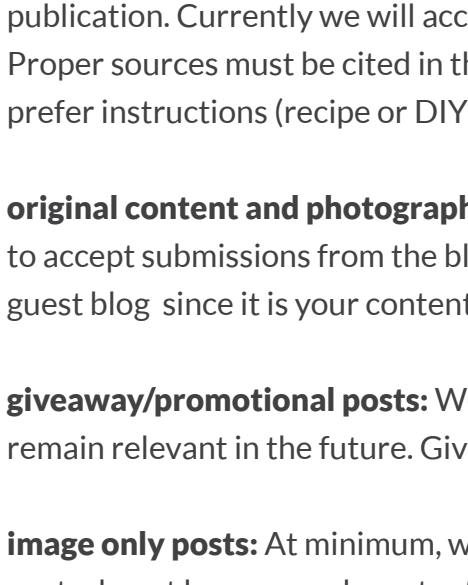 publication. Currently we will acc
Proper sources must be cited in th
prefer instructions (recipe or DIY
original content and photograph
to accept submissions from the bl
guest blog since it is your content
giveaway/promotional posts: W
remain relevant in the future. Giv
image only posts: At minimum, w